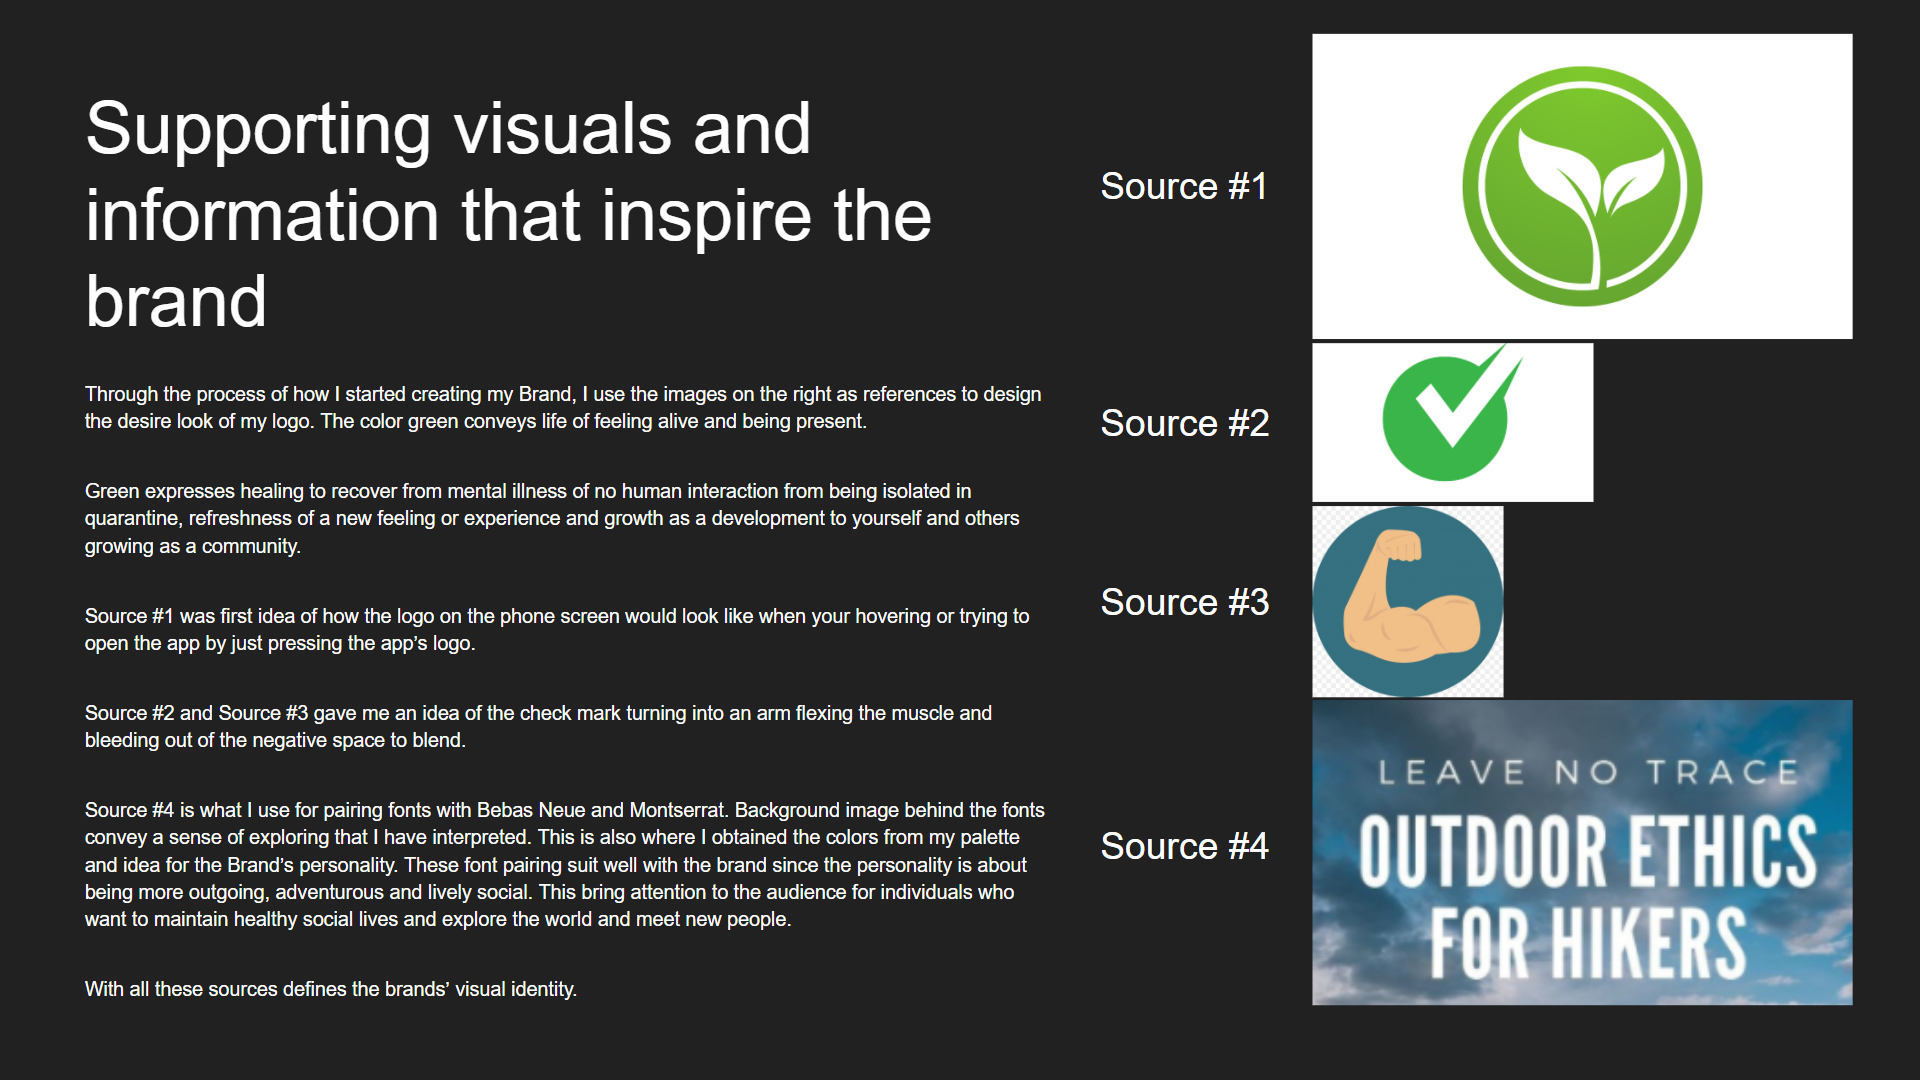 Supporting visuals and
information that inspire the
brand
Through the process of how I started creating my Brand, I use the images on the right as references to design
the desire look of my logo. The color green conveys life of feeling alive and being present.
Green expresses healing to recover from mental illness of no human interaction from being isolated in
quarantine, refreshness of a new feeling or experience and growth as a development to yourself and others
growing as a community.
Source #1 was first idea of how the logo on the phone screen would look like when your hovering or trying to
open the app by just pressing the app’s logo.
Source #2 and Source #3 gave me an idea of the check mark turning into an arm flexing the muscle and
bleeding out of the negative space to blend.
Source #4 is what I use for pairing fonts with Bebas Neue and Montserrat. Background image behind the fonts
convey a sense of exploring that I have interpreted. This is also where I obtained the colors from my palette
and idea for the Brand’s personality. These font pairing suit well with the brand since the personality is about
being more outgoing, adventurous and lively social. This bring attention to the audience for individuals who
want to maintain healthy social lives and explore the world and meet new people.
With all these sources defines the brands’ visual identity.
Source #1
Source #2
Source #3
Source #4
LEAVE NO TRACE
OUTDOOR ETHICS
FOR HIKERS